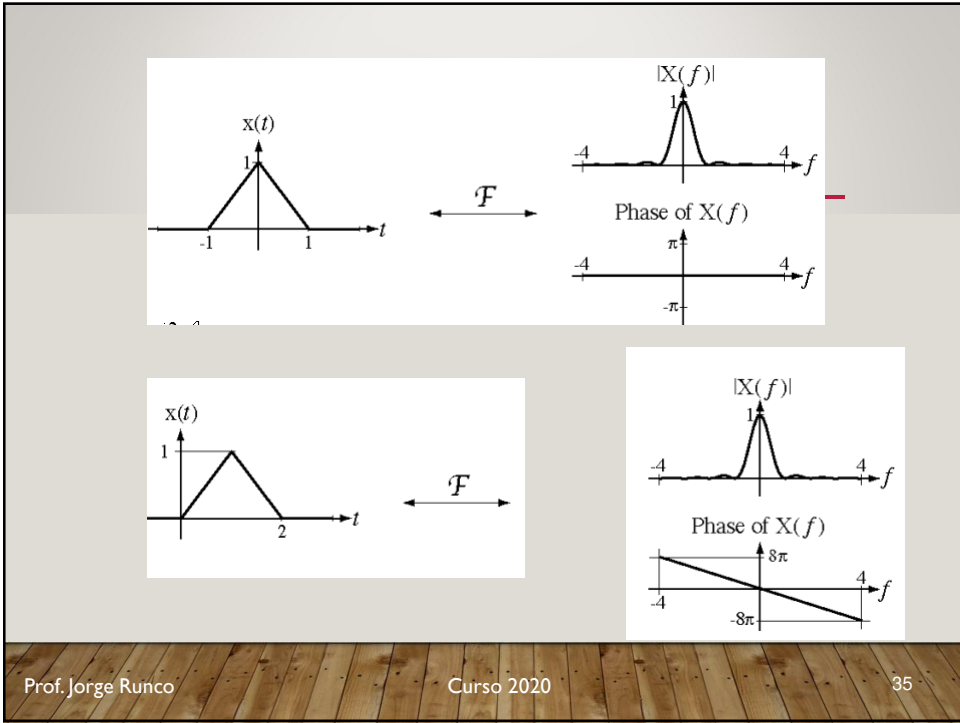 |X(f)|
1
-4 4 f
x(t)
1
-1 1 t
F
Phase of X(f)
π
-4 4 f
-π
x(t)
1
2 t
F
|X(f)|
1
-4 4 f
Phase of X(f)
8π
-4 4 f
-8π
Prof. Jorge Runco Curso 2020 35